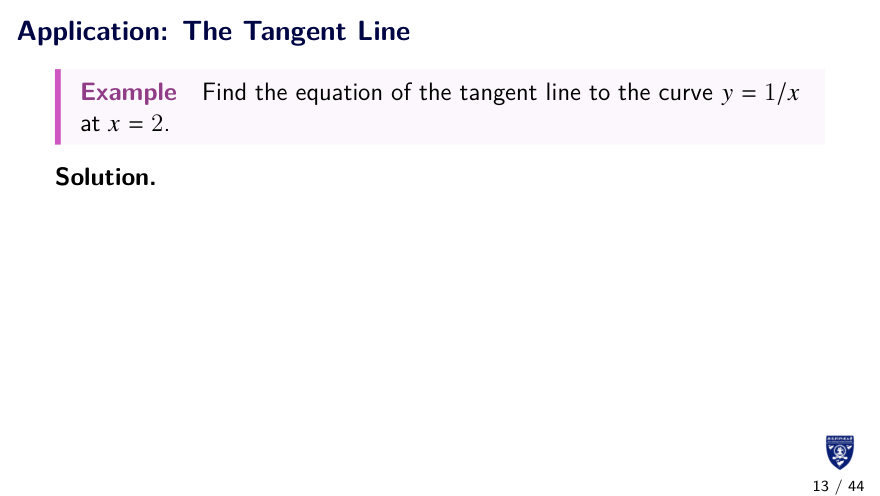 Application: The Tangent Line
Example Find the equation of the tangent line to the curve y = 1/x
at x = 2.
Solution.
13 / 44